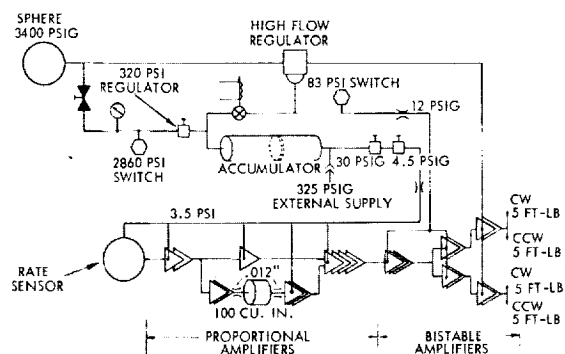 SPHERE
3400 PSIG
HIGH FLOW
REGULATOR
320 PSI
REGULATOR
83 PSI SWITCH
12 PSIG
2860 PSI
SWITCH
ACCUMULATOR
30 PSIG
4.5 PSIG
325 PSIG
EXTERNAL SUPPLY
3.5 PSI
CW
5 FT-LB
CCW
5 FT-LB
RATE
SENSOR
.012"
100 CU. IN.
CW
5 FT-LB
CCW
5 FT-LB
PROPORTIONAL
AMPLIFIERS
BISTABLE
AMPLIFIERS